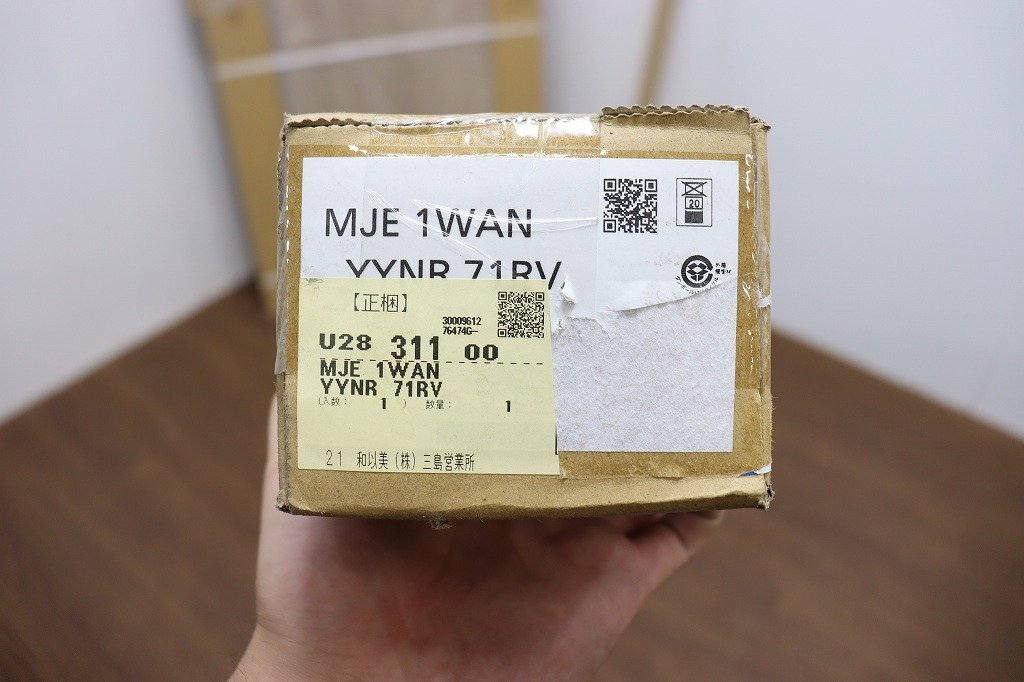 MJE 1WAN
YYNR 71RV
20
【正梱】
30009612
76474G-
U28 311 00
MJE 1WAN
YYNR 71RV
(入数: 1 ) 数量: 1
21 和以美(株)三島営業所